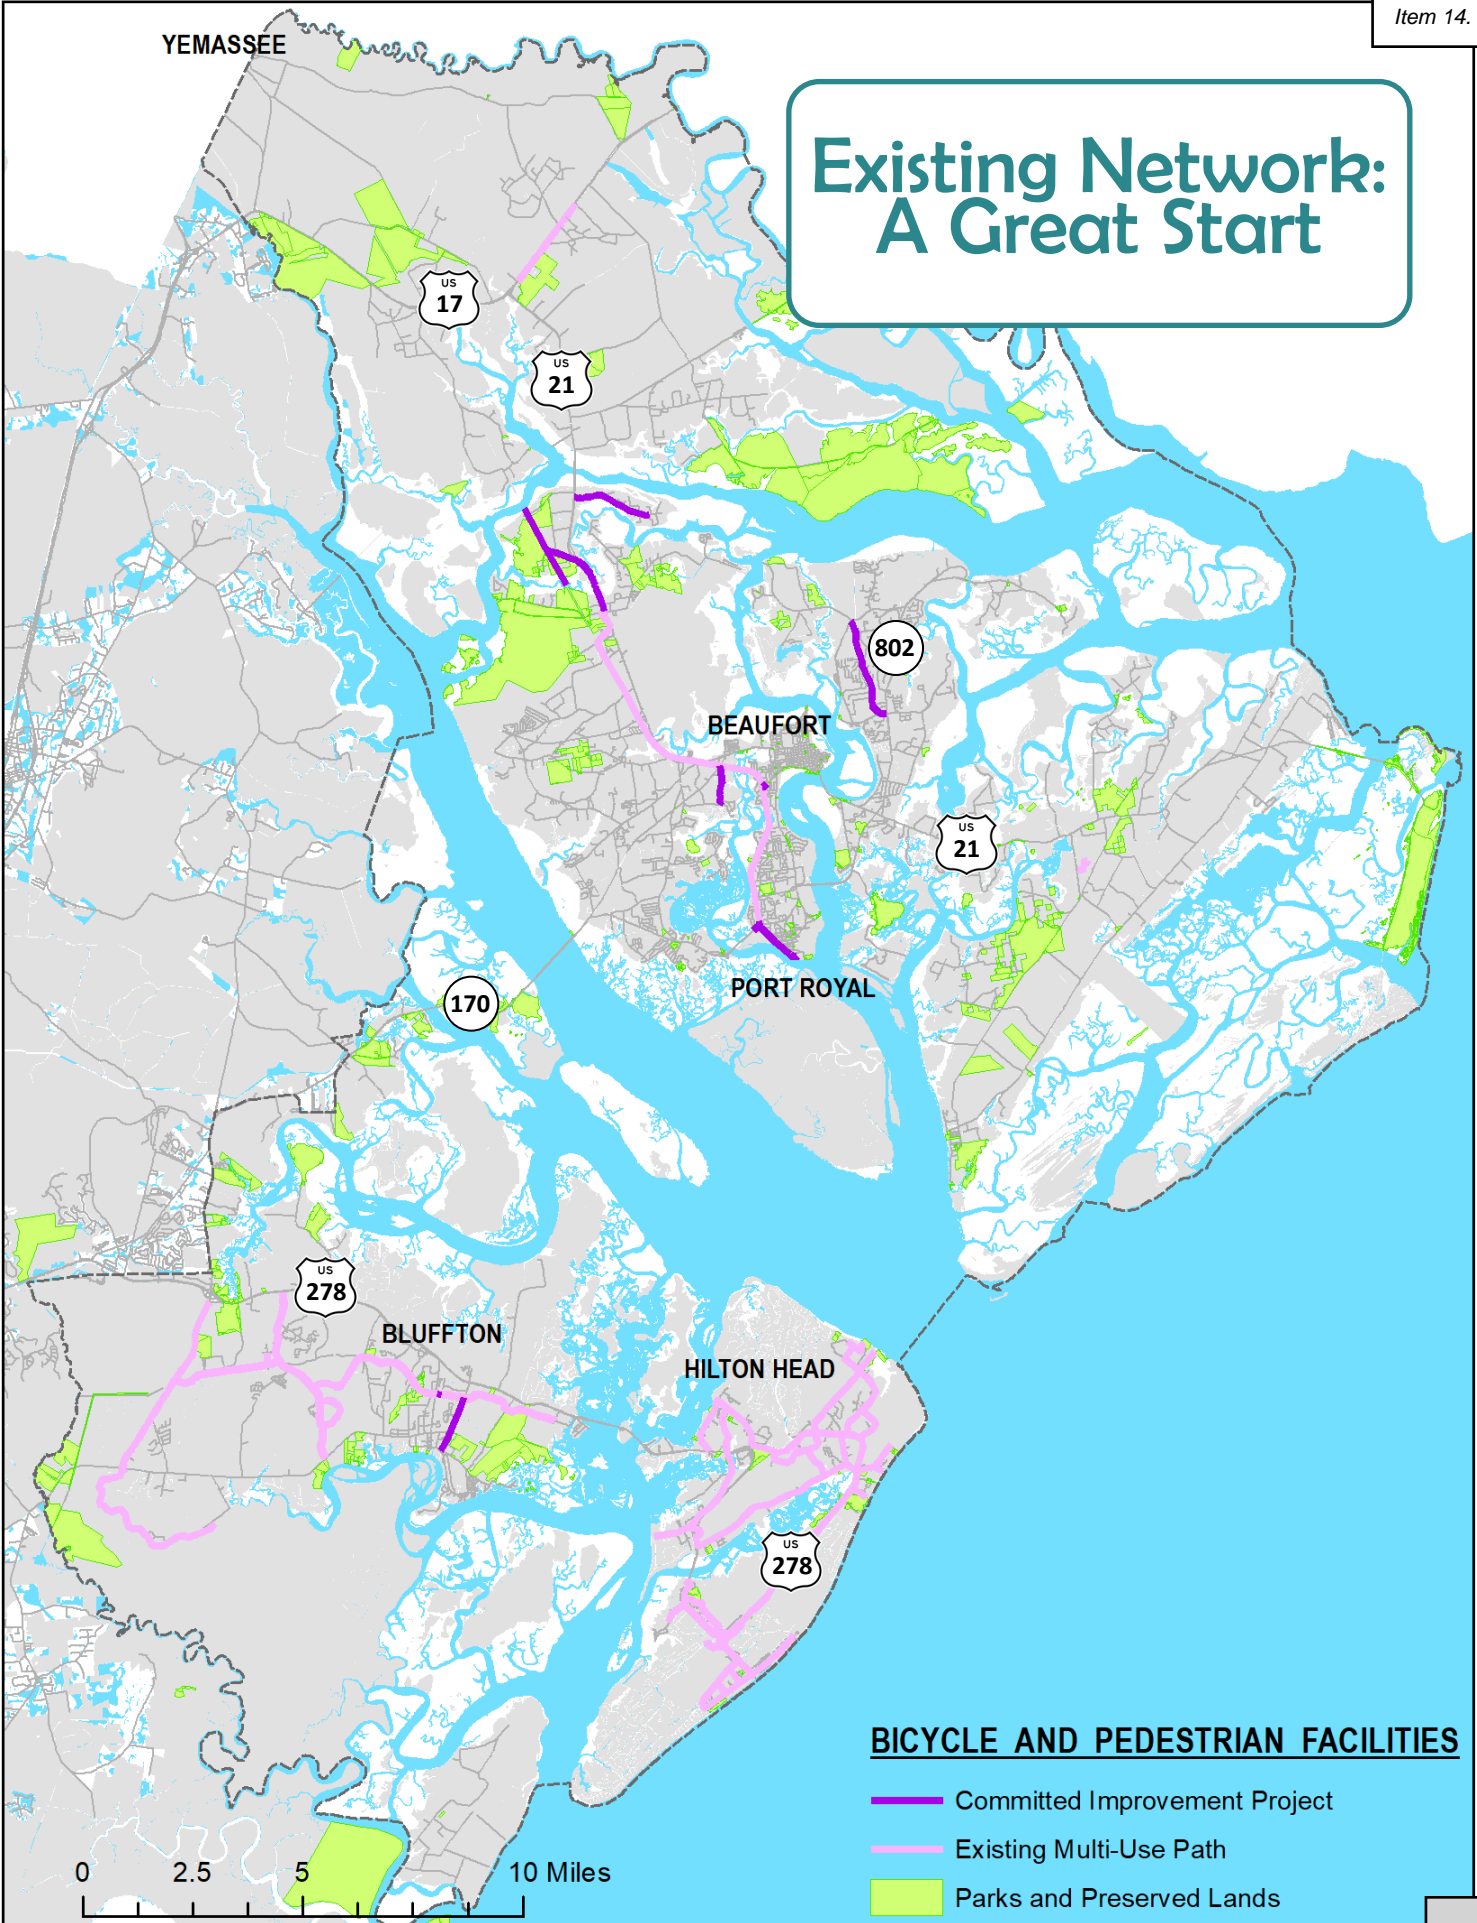 Item 14.
YEMASSEE
Existing Network:
A Great Start
US
17
US
21
802
BEAUFORT
US
21
170
PORT ROYAL
US
278
BLUFFTON
HILTON HEAD
US
278
BICYCLE AND PEDESTRIAN FACILITIES
Committed Improvement Project
Existing Multi-Use Path
Parks and Preserved Lands
0 2.5 5 10 Miles